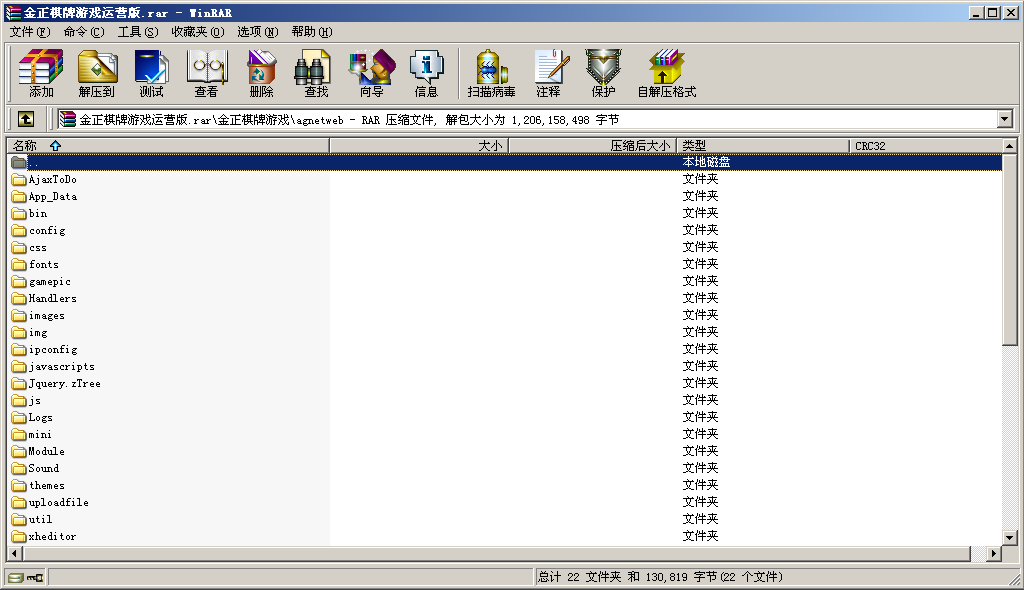 金正棋牌游戏运营版.rar - WinRAR
文件(F) 命令(C) 工具(S) 收藏夹(O) 选项(N) 帮助(H)
添加 解压到 测试 查看 删除 查找 向导 信息 扫描病毒 注释 保护 自解压格式
金正棋牌游戏运营版.rar\金正棋牌游戏\agnetweb - RAR 压缩文件, 解包大小为 1,206,158,498 字节
名称 大小 压缩后大小 类型 CRC32
.. 本地磁盘
AjaxToDo 文件夹
App_Data 文件夹
bin 文件夹
config 文件夹
css 文件夹
fonts 文件夹
gamepic 文件夹
Handlers 文件夹
images 文件夹
img 文件夹
ipconfig 文件夹
javascripts 文件夹
Jquery.zTree 文件夹
js 文件夹
Logs 文件夹
mini 文件夹
Module 文件夹
Sound 文件夹
themes 文件夹
uploadfile 文件夹
util 文件夹
xheditor 文件夹
总计 22 文件夹 和 130,819 字节(22 个文件)